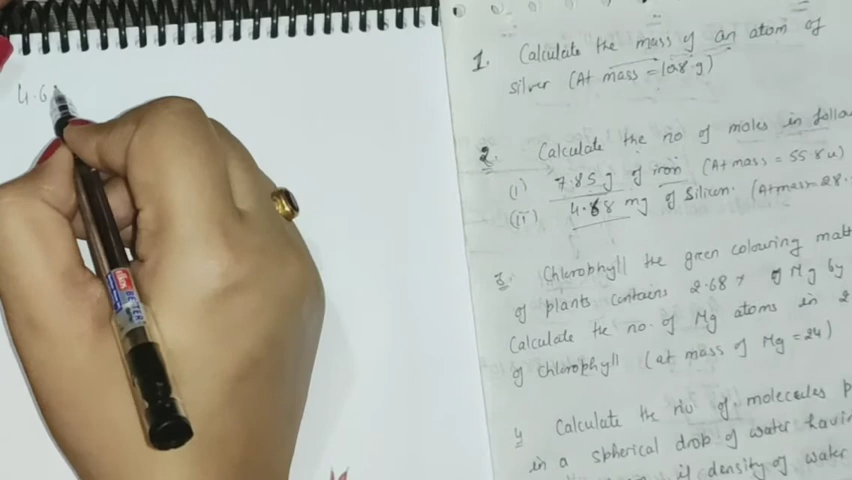 4.6
1. Calculate the mass of an atom of
silver (At mass = 108 g)
2. Calculate the no of moles in follow
(i) 7.85 g of iron (At mass = 55.8 u)
(ii) 4.68 mg of Silicon. (At mass = 28.
3. Chlorophyll the green colouring matt
of plants contains 2.68 % of Mg by
Calculate the no. of Mg atoms in 2
of chlorophyll (at mass of Mg = 24)
4 Calculate the no of molecules p
in a spherical drop of water havin
if density of water